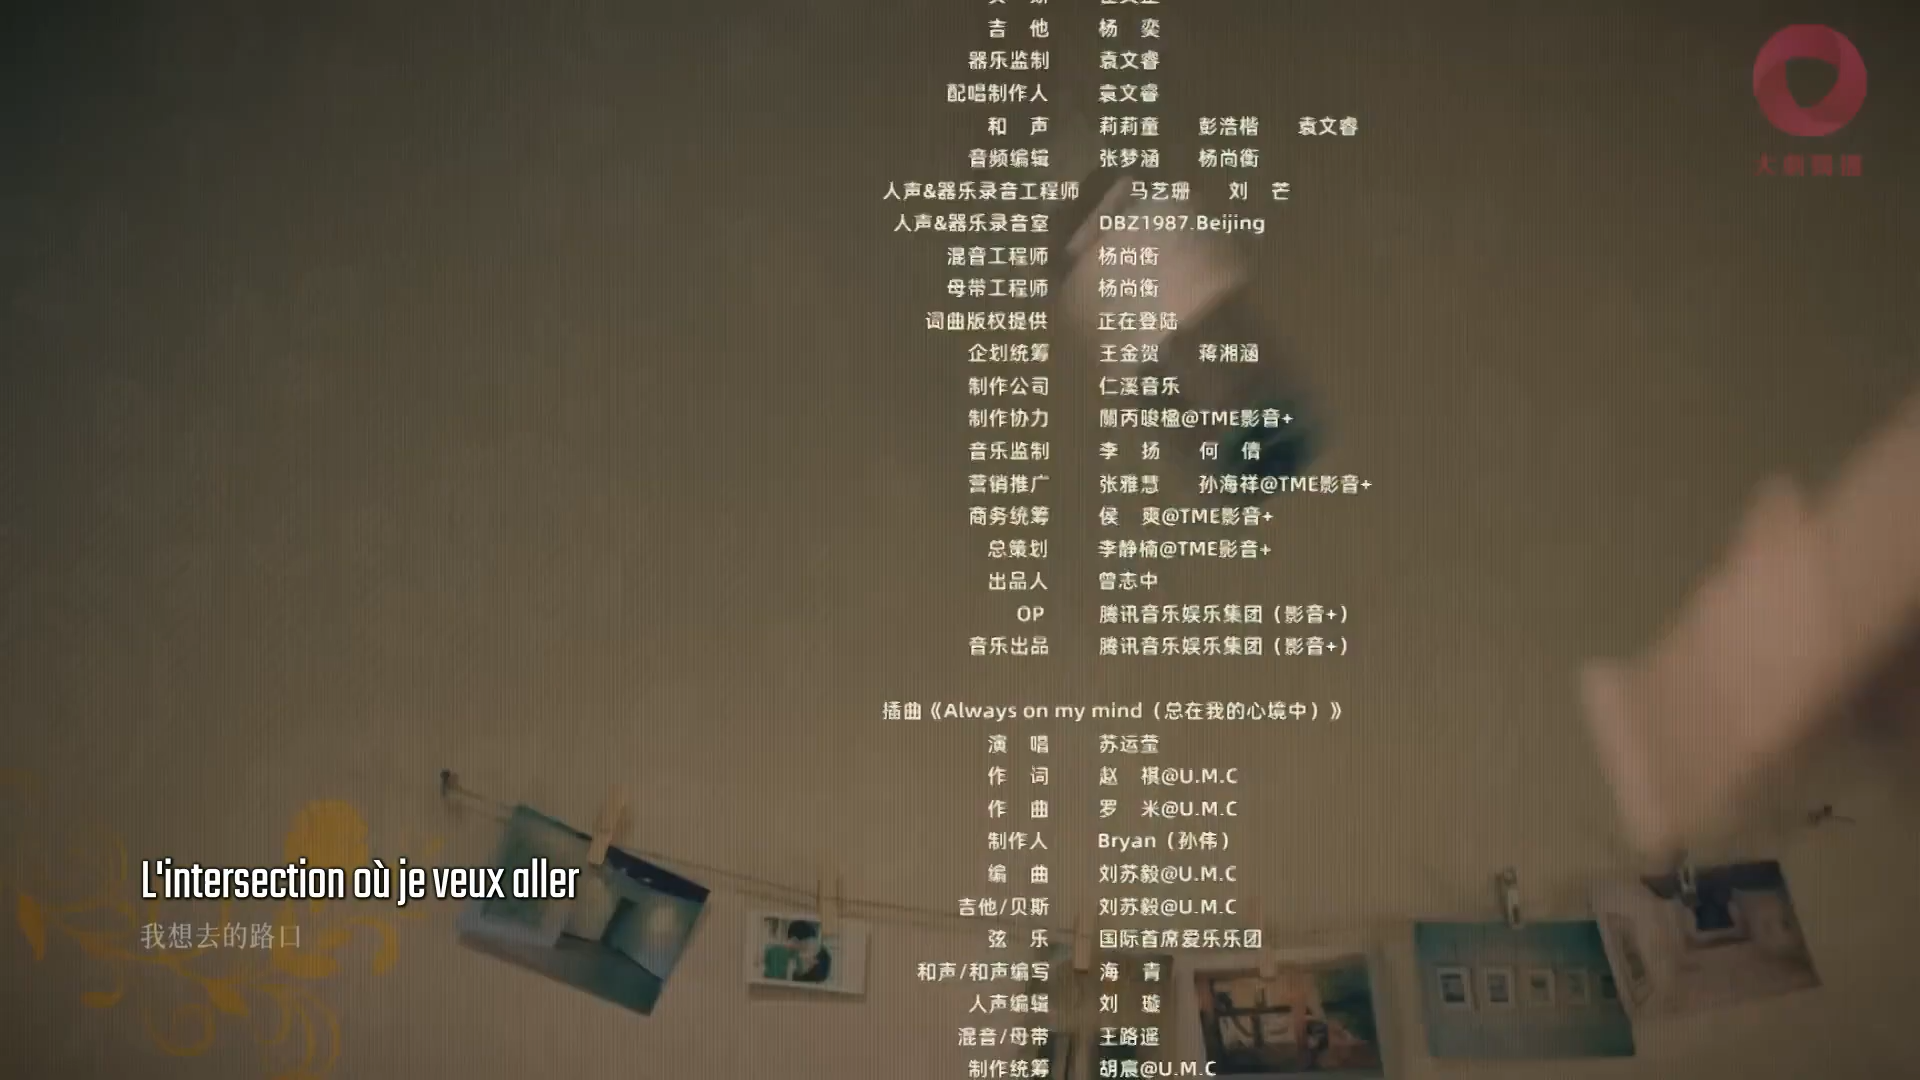 吉 他 杨 奕
器乐监制 袁文睿
配唱制作人 袁文睿
和 声 莉莉童 彭浩楷 袁文睿
音频编辑 张梦涵 杨尚衡
人声&器乐录音工程师 马艺珊 刘 芒
人声&器乐录音室 DBZ1987.Beijing
混音工程师 杨尚衡
母带工程师 杨尚衡
词曲版权提供 正在登陆
企划统筹 王金贺 蒋湘涵
制作公司 仁溪音乐
制作协力 關丙晙楹@TME影音+
音乐监制 李 扬 何 倩
营销推广 张雅慧 孙海祥@TME影音+
商务统筹 侯 爽@TME影音+
总策划 李静楠@TME影音+
出品人 曾志中
OP 腾讯音乐娱乐集团（影音+）
音乐出品 腾讯音乐娱乐集团（影音+）
插曲《Always on my mind（总在我的心境中）》
演 唱 苏运莹
作 词 赵 祺@U.M.C
作 曲 罗 米@U.M.C
制作人 Bryan（孙伟）
编 曲 刘苏毅@U.M.C
吉他/贝斯 刘苏毅@U.M.C
弦 乐 国际首席爱乐乐团
和声/和声编写 海 青
人声编辑 刘 璇
混音/母带 王路遥
制作统筹 胡宸@U.M.C
L'intersection où je veux aller
我想去的路口